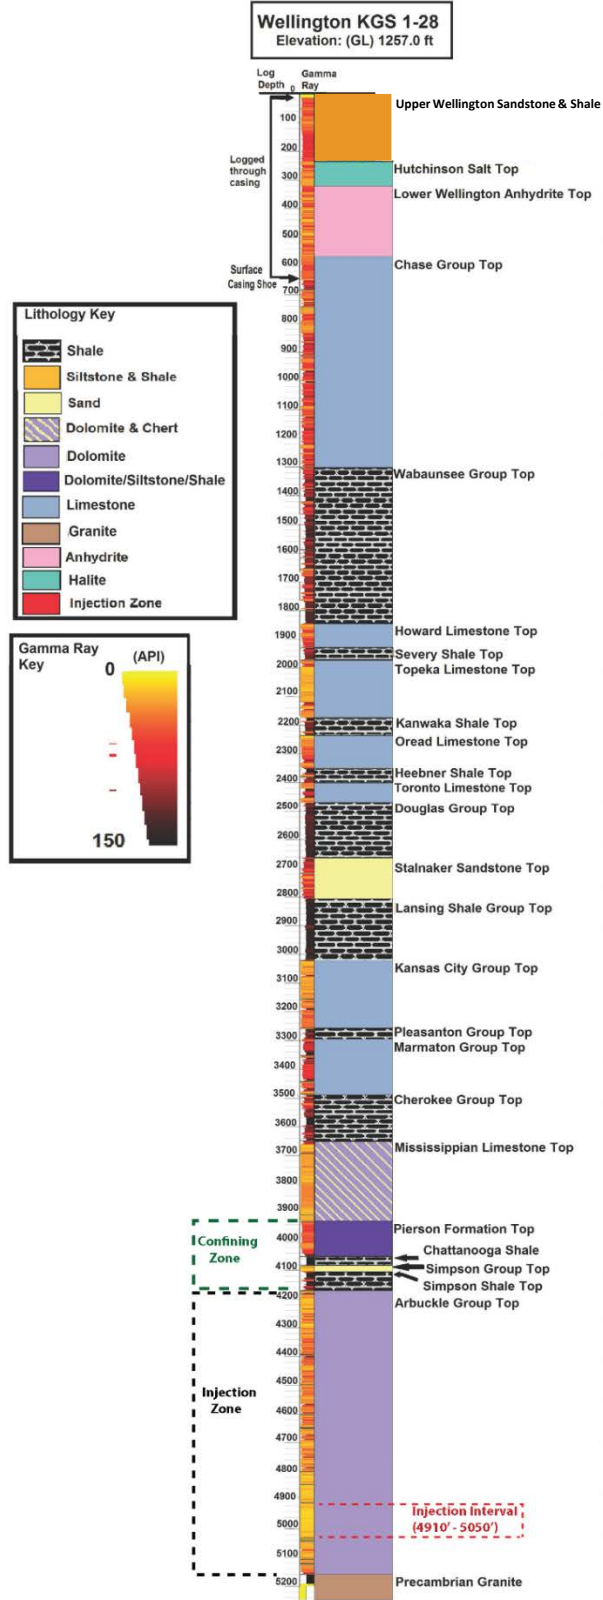 Wellington KGS 1-28
Elevation: (GL) 1257.0 ft
Log
Depth
Gamma
Ray
0
100
200
300
400
500
600
700
800
900
1000
1100
1200
1300
1400
1500
1600
1700
1800
1900
2000
2100
2200
2300
2400
2500
2600
2700
2800
2900
3000
3100
3200
3300
3400
3500
3600
3700
3800
3900
4000
4100
4200
4300
4400
4500
4600
4700
4800
4900
5000
5100
5200
Logged
through
casing
Surface
Casing Shoe
Upper Wellington Sandstone & Shale
Hutchinson Salt Top
Lower Wellington Anhydrite Top
Chase Group Top
Wabaunsee Group Top
Howard Limestone Top
Severy Shale Top
Topeka Limestone Top
Kanwaka Shale Top
Oread Limestone Top
Heebner Shale Top
Toronto Limestone Top
Douglas Group Top
Stalnaker Sandstone Top
Lansing Shale Group Top
Kansas City Group Top
Pleasanton Group Top
Marmaton Group Top
Cherokee Group Top
Mississippian Limestone Top
Pierson Formation Top
Chattanooga Shale
Simpson Group Top
Simpson Shale Top
Arbuckle Group Top
Precambrian Granite
Lithology Key
Shale
Siltstone & Shale
Sand
Dolomite & Chert
Dolomite
Dolomite/Siltstone/Shale
Limestone
Granite
Anhydrite
Halite
Injection Zone
Gamma Ray
Key
(API)
0
150
Confining
Zone
Injection
Zone
Injection Interval
(4910' - 5050')